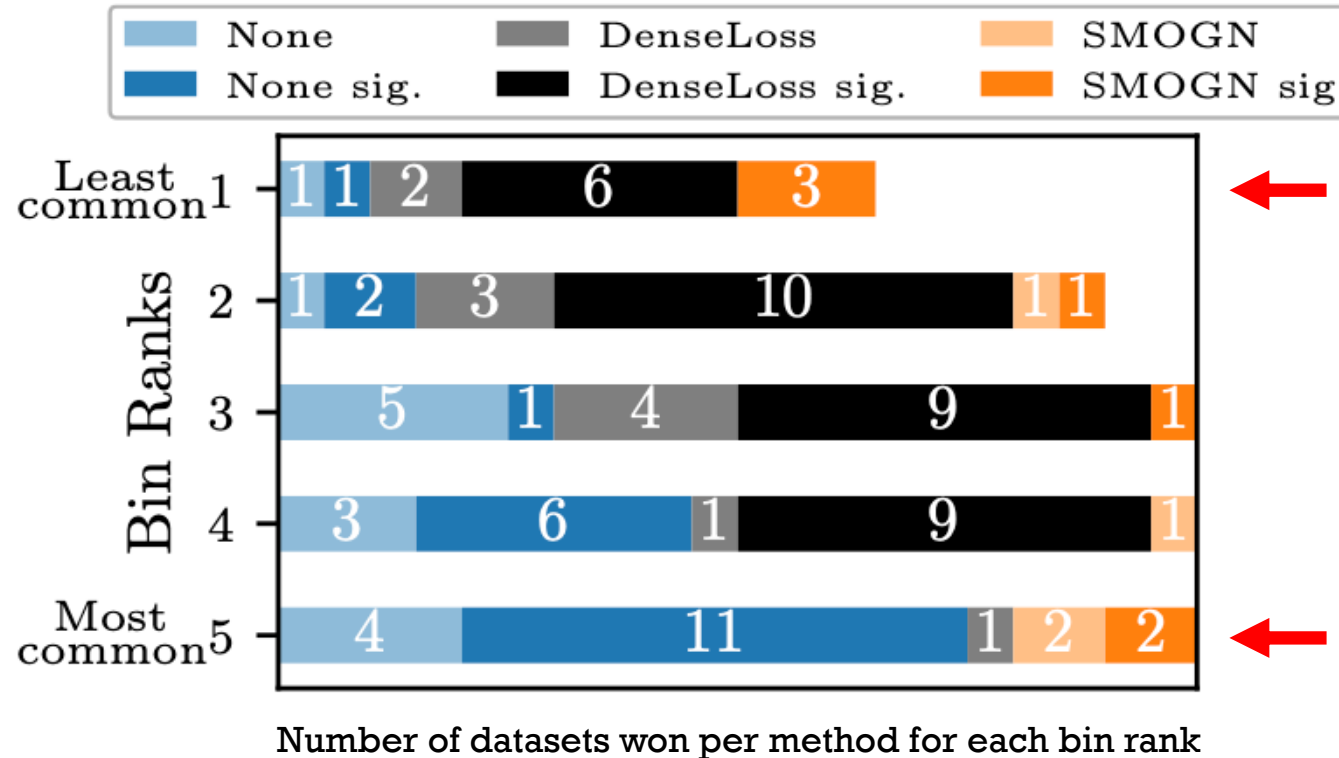 None DenseLoss SMOGN
None sig. DenseLoss sig. SMOGN sig
Least
common 1 1 1 2 6 3
2 1 2 3 10 1 1
Bin Ranks
3 5 1 4 9 1
4 3 6 1 9 1
Most
common 5 4 11 1 2 2
Number of datasets won per method for each bin rank